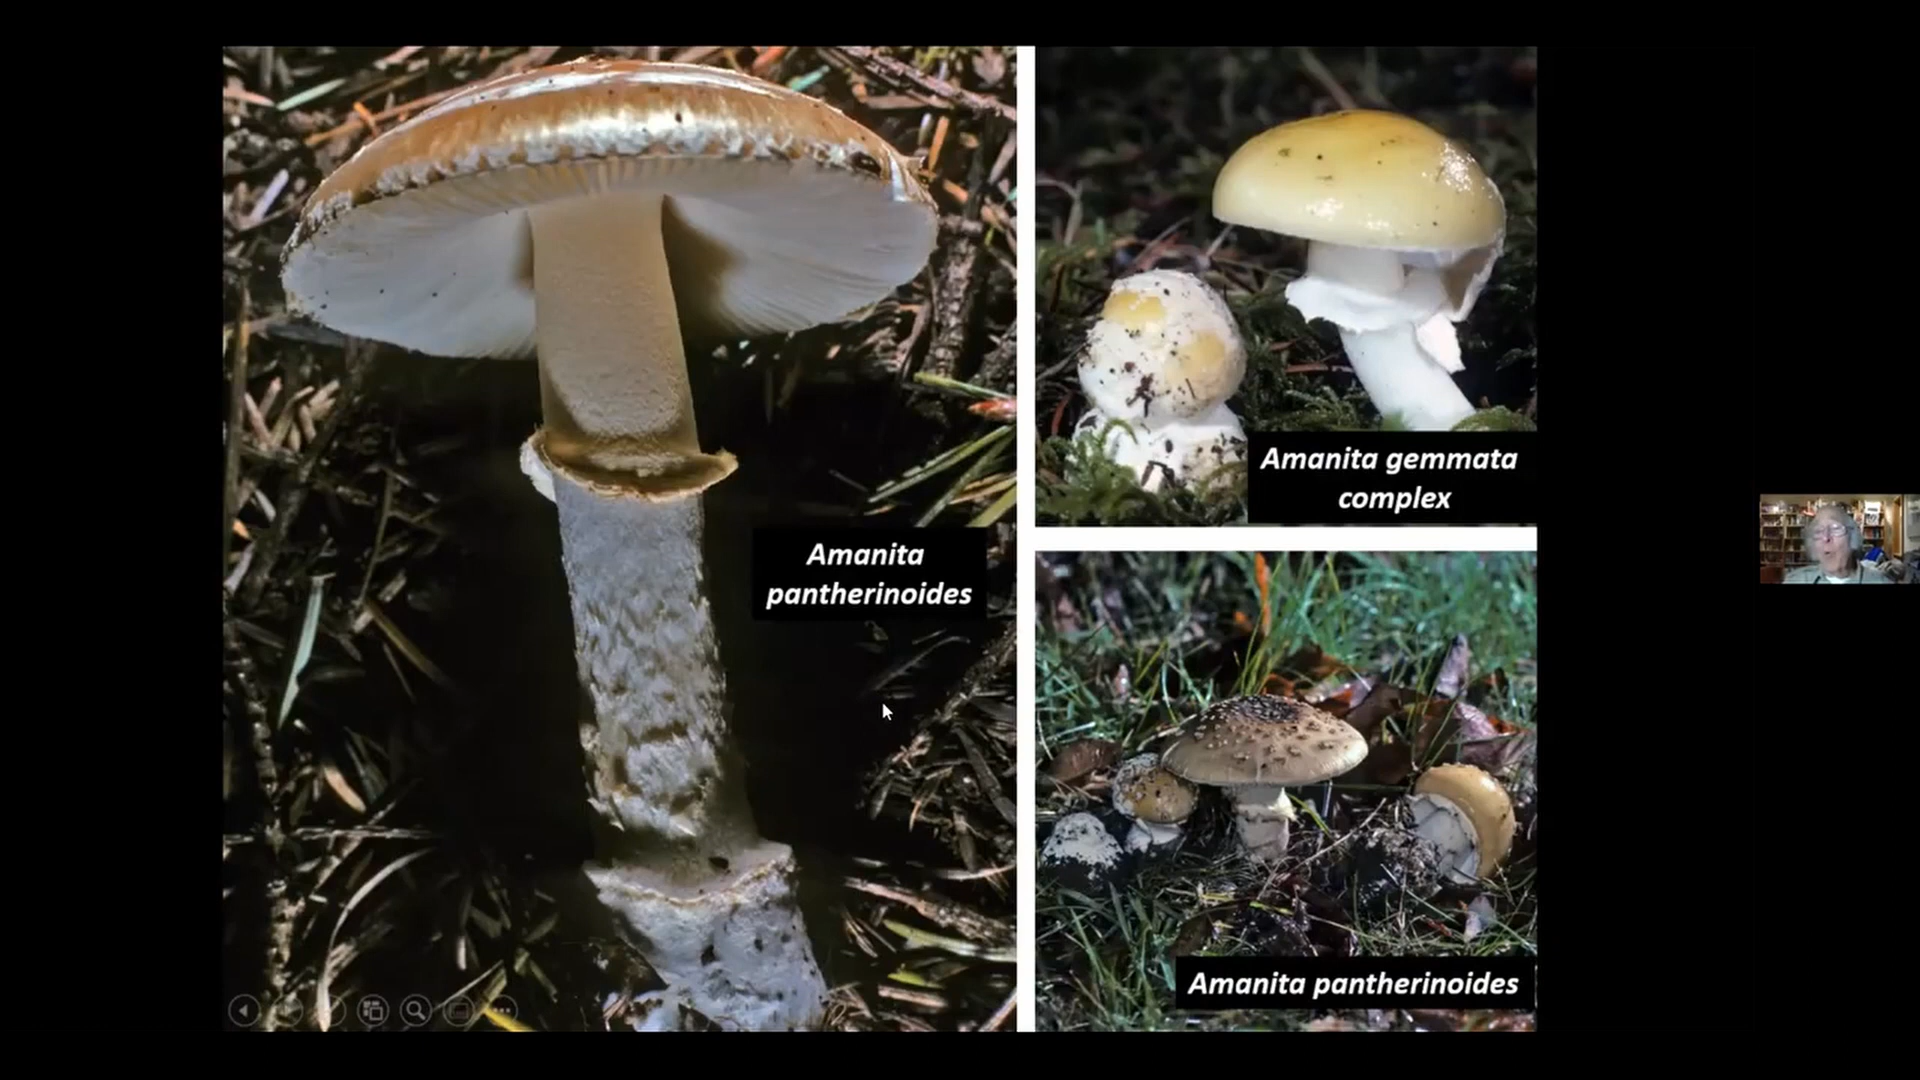 Amanita
pantherinoides
Amanita gemmata
complex
Amanita pantherinoides